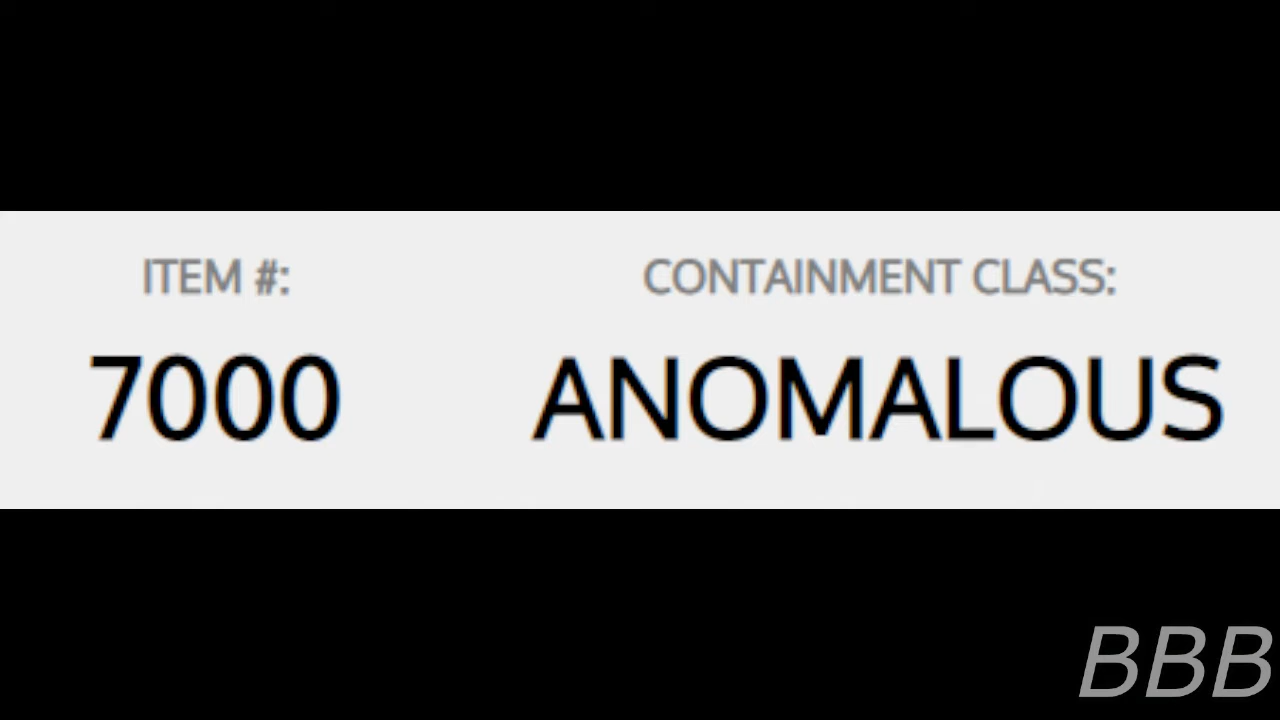 ITEM #:
CONTAINMENT CLASS:
7000
ANOMALOUS
BBB